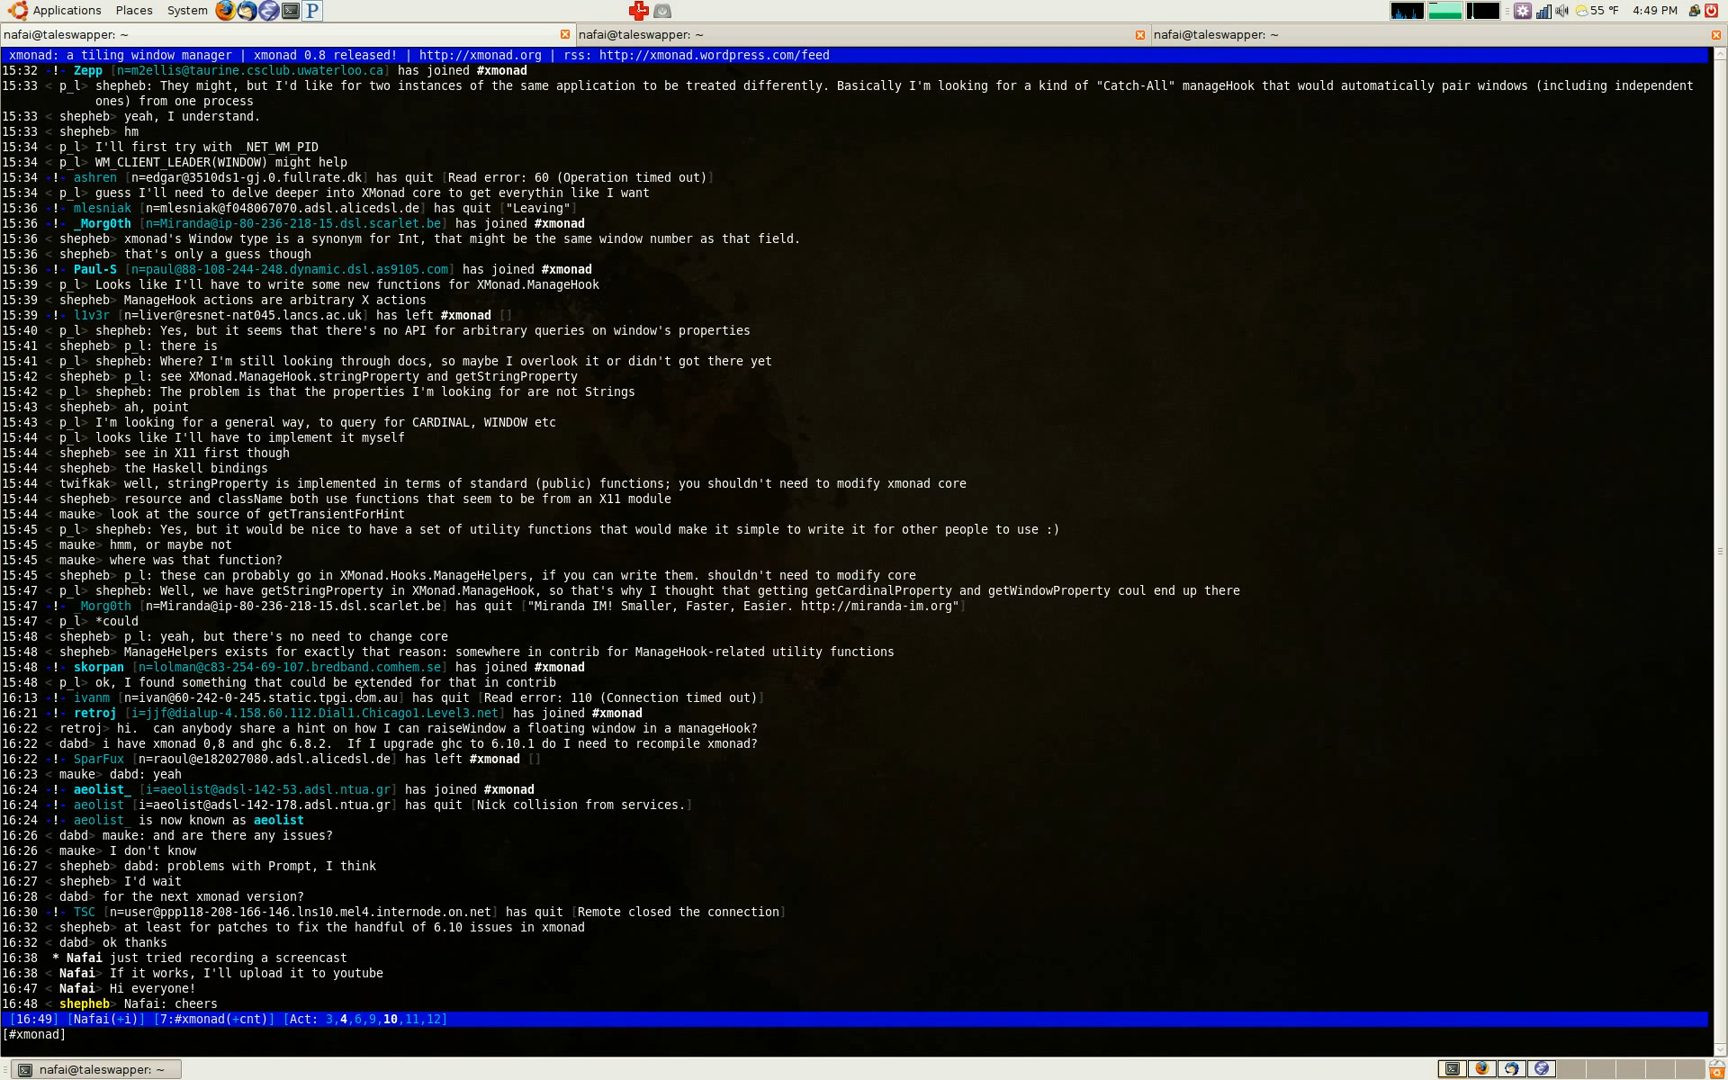 Applications Places System P 55 °F 4:49 PM
nafai@taleswapper: ~ nafai@taleswapper: ~ nafai@taleswapper: ~
xmonad: a tiling window manager | xmonad 0.8 released! | http://xmonad.org | rss: http://xmonad.wordpress.com/feed
15:32 -!- Zepp [n=m2ellis@taurine.csclub.uwaterloo.ca] has joined #xmonad
15:33 < p_l> shepheb: They might, but I'd like for two instances of the same application to be treated differently. Basically I'm looking for a kind of "Catch-All" manageHook that would automatically pair windows (including independent
ones) from one process
15:33 < shepheb> yeah, I understand.
15:33 < shepheb> hm
15:34 < p_l> I'll first try with _NET_WM_PID
15:34 < p_l> WM_CLIENT_LEADER(WINDOW) might help
15:34 -!- ashren [n=edgar@3510ds1-gj.0.fullrate.dk] has quit [Read error: 60 (Operation timed out)]
15:34 < p_l> guess I'll need to delve deeper into XMonad core to get everythin like I want
15:36 -!- mlesniak [n=mlesniak@f048067070.adsl.alicedsl.de] has quit ["Leaving"]
15:36 -!- _Morg0th [n=Miranda@ip-80-236-218-15.dsl.scarlet.be] has joined #xmonad
15:36 < shepheb> xmonad's Window type is a synonym for Int, that might be the same window number as that field.
15:36 < shepheb> that's only a guess though
15:36 -!- Paul-S [n=paul@88-108-244-248.dynamic.dsl.as9105.com] has joined #xmonad
15:39 < p_l> Looks like I'll have to write some new functions for XMonad.ManageHook
15:39 < shepheb> ManageHook actions are arbitrary X actions
15:39 -!- l1v3r [n=liver@resnet-nat045.lancs.ac.uk] has left #xmonad []
15:40 < p_l> shepheb: Yes, but it seems that there's no API for arbitrary queries on window's properties
15:41 < shepheb> p_l: there is
15:41 < p_l> shepheb: Where? I'm still looking through docs, so maybe I overlook it or didn't got there yet
15:42 < shepheb> p_l: see XMonad.ManageHook.stringProperty and getStringProperty
15:42 < p_l> shepheb: The problem is that the properties I'm looking for are not Strings
15:43 < shepheb> ah, point
15:43 < p_l> I'm looking for a general way, to query for CARDINAL, WINDOW etc
15:44 < p_l> looks like I'll have to implement it myself
15:44 < shepheb> see in X11 first though
15:44 < shepheb> the Haskell bindings
15:44 < twifkak> well, stringProperty is implemented in terms of standard (public) functions; you shouldn't need to modify xmonad core
15:44 < shepheb> resource and className both use functions that seem to be from an X11 module
15:44 < mauke> look at the source of getTransientForHint
15:45 < p_l> shepheb: Yes, but it would be nice to have a set of utility functions that would make it simple to write it for other people to use :)
15:45 < mauke> hmm, or maybe not
15:45 < mauke> where was that function?
15:45 < shepheb> p_l: these can probably go in XMonad.Hooks.ManageHelpers, if you can write them. shouldn't need to modify core
15:47 < p_l> shepheb: Well, we have getStringProperty in XMonad.ManageHook, so that's why I thought that getting getCardinalProperty and getWindowProperty coul end up there
15:47 -!- _Morg0th [n=Miranda@ip-80-236-218-15.dsl.scarlet.be] has quit ["Miranda IM! Smaller, Faster, Easier. http://miranda-im.org"]
15:47 < p_l> *could
15:48 < shepheb> p_l: yeah, but there's no need to change core
15:48 < shepheb> ManageHelpers exists for exactly that reason: somewhere in contrib for ManageHook-related utility functions
15:48 -!- skorpan [n=lolman@c83-254-69-107.bredband.comhem.se] has joined #xmonad
15:48 < p_l> ok, I found something that could be extended for that in contrib
16:13 -!- ivanm [n=ivan@60-242-0-245.static.tpgi.com.au] has quit [Read error: 110 (Connection timed out)]
16:21 -!- retroj [i=jjf@dialup-4.158.60.112.Dial1.Chicago1.Level3.net] has joined #xmonad
16:22 < retroj> hi.  can anybody share a hint on how I can raiseWindow a floating window in a manageHook?
16:22 < dabd> i have xmonad 0,8 and ghc 6.8.2.  If I upgrade ghc to 6.10.1 do I need to recompile xmonad?
16:22 -!- SparFux [n=raoul@e182027080.adsl.alicedsl.de] has left #xmonad []
16:23 < mauke> dabd: yeah
16:24 -!- aeolist_ [i=aeolist@adsl-142-53.adsl.ntua.gr] has joined #xmonad
16:24 -!- aeolist [i=aeolist@adsl-142-178.adsl.ntua.gr] has quit [Nick collision from services.]
16:24 -!- aeolist_ is now known as aeolist
16:26 < dabd> mauke: and are there any issues?
16:26 < mauke> I don't know
16:27 < shepheb> dabd: problems with Prompt, I think
16:27 < shepheb> I'd wait
16:28 < dabd> for the next xmonad version?
16:30 -!- TSC [n=user@ppp118-208-166-146.lns10.mel4.internode.on.net] has quit [Remote closed the connection]
16:32 < shepheb> at least for patches to fix the handful of 6.10 issues in xmonad
16:32 < dabd> ok thanks
16:38  * Nafai just tried recording a screencast
16:38 < Nafai> If it works, I'll upload it to youtube
16:47 < Nafai> Hi everyone!
16:48 < shepheb> Nafai: cheers
[16:49] [Nafai(+i)] [7:#xmonad(+cnt)] [Act: 3,4,6,9,10,11,12]
[#xmonad]
nafai@taleswapper: ~